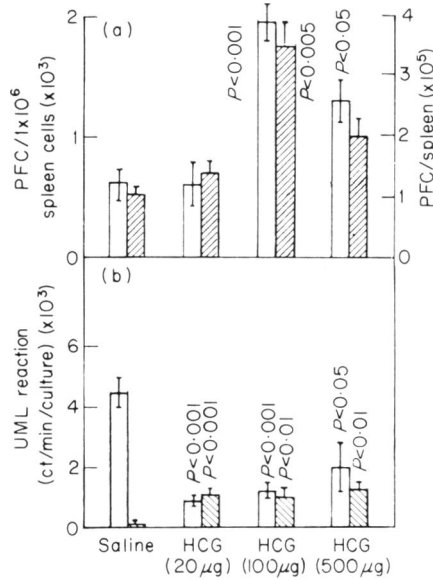 (a)
PFC/1x10⁶
spleen cells (x10³)
2
1
0
P<0·001
P<0·005
P<0·05
4
3
2
1
0
PFC/spleen (x10⁵)
(b)
UML reaction
(ct/min/culture) (x10³)
6
4
2
0
P<0·001
P<0·001
P<0·001
P<0·01
P<0·05
P<0·01
Saline
HCG
(20μg)
HCG
(100μg)
HCG
(500μg)